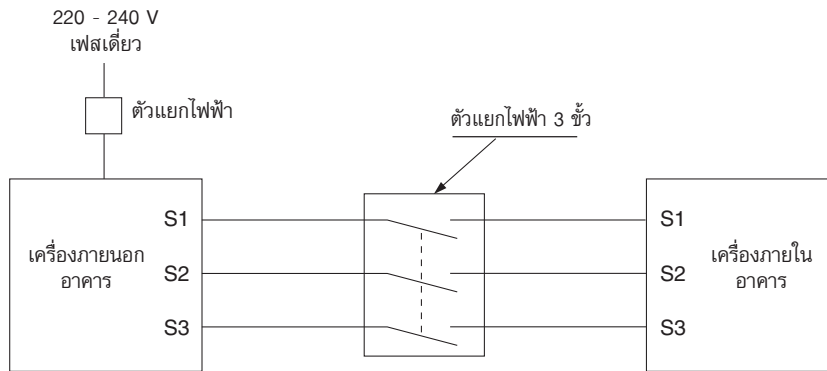 220 - 240 V
เฟสเดี่ยว
ตัวแยกไฟฟ้า
ตัวแยกไฟฟ้า 3 ขั้ว
S1
S1
เครื่องภายนอก
อาคาร
S2
S2
เครื่องภายใน
อาคาร
S3
S3